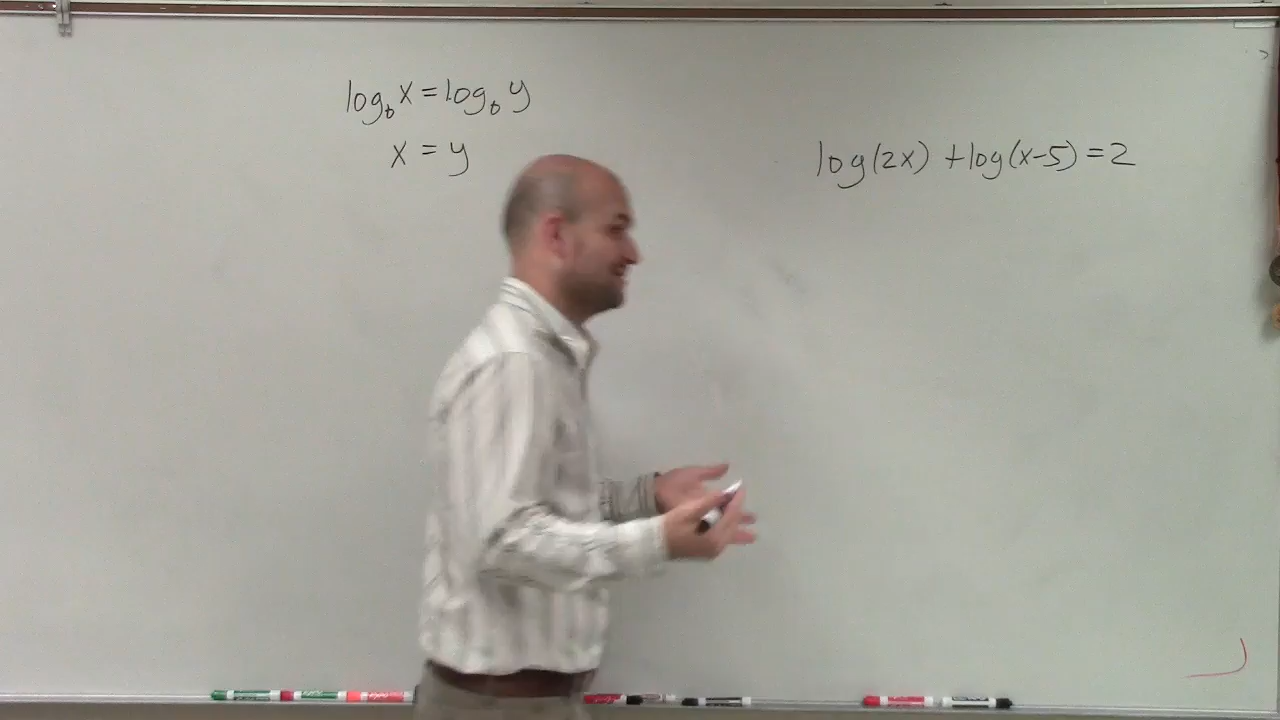 log_b x = log_b y
x = y
log(2x) + log(x-5) = 2